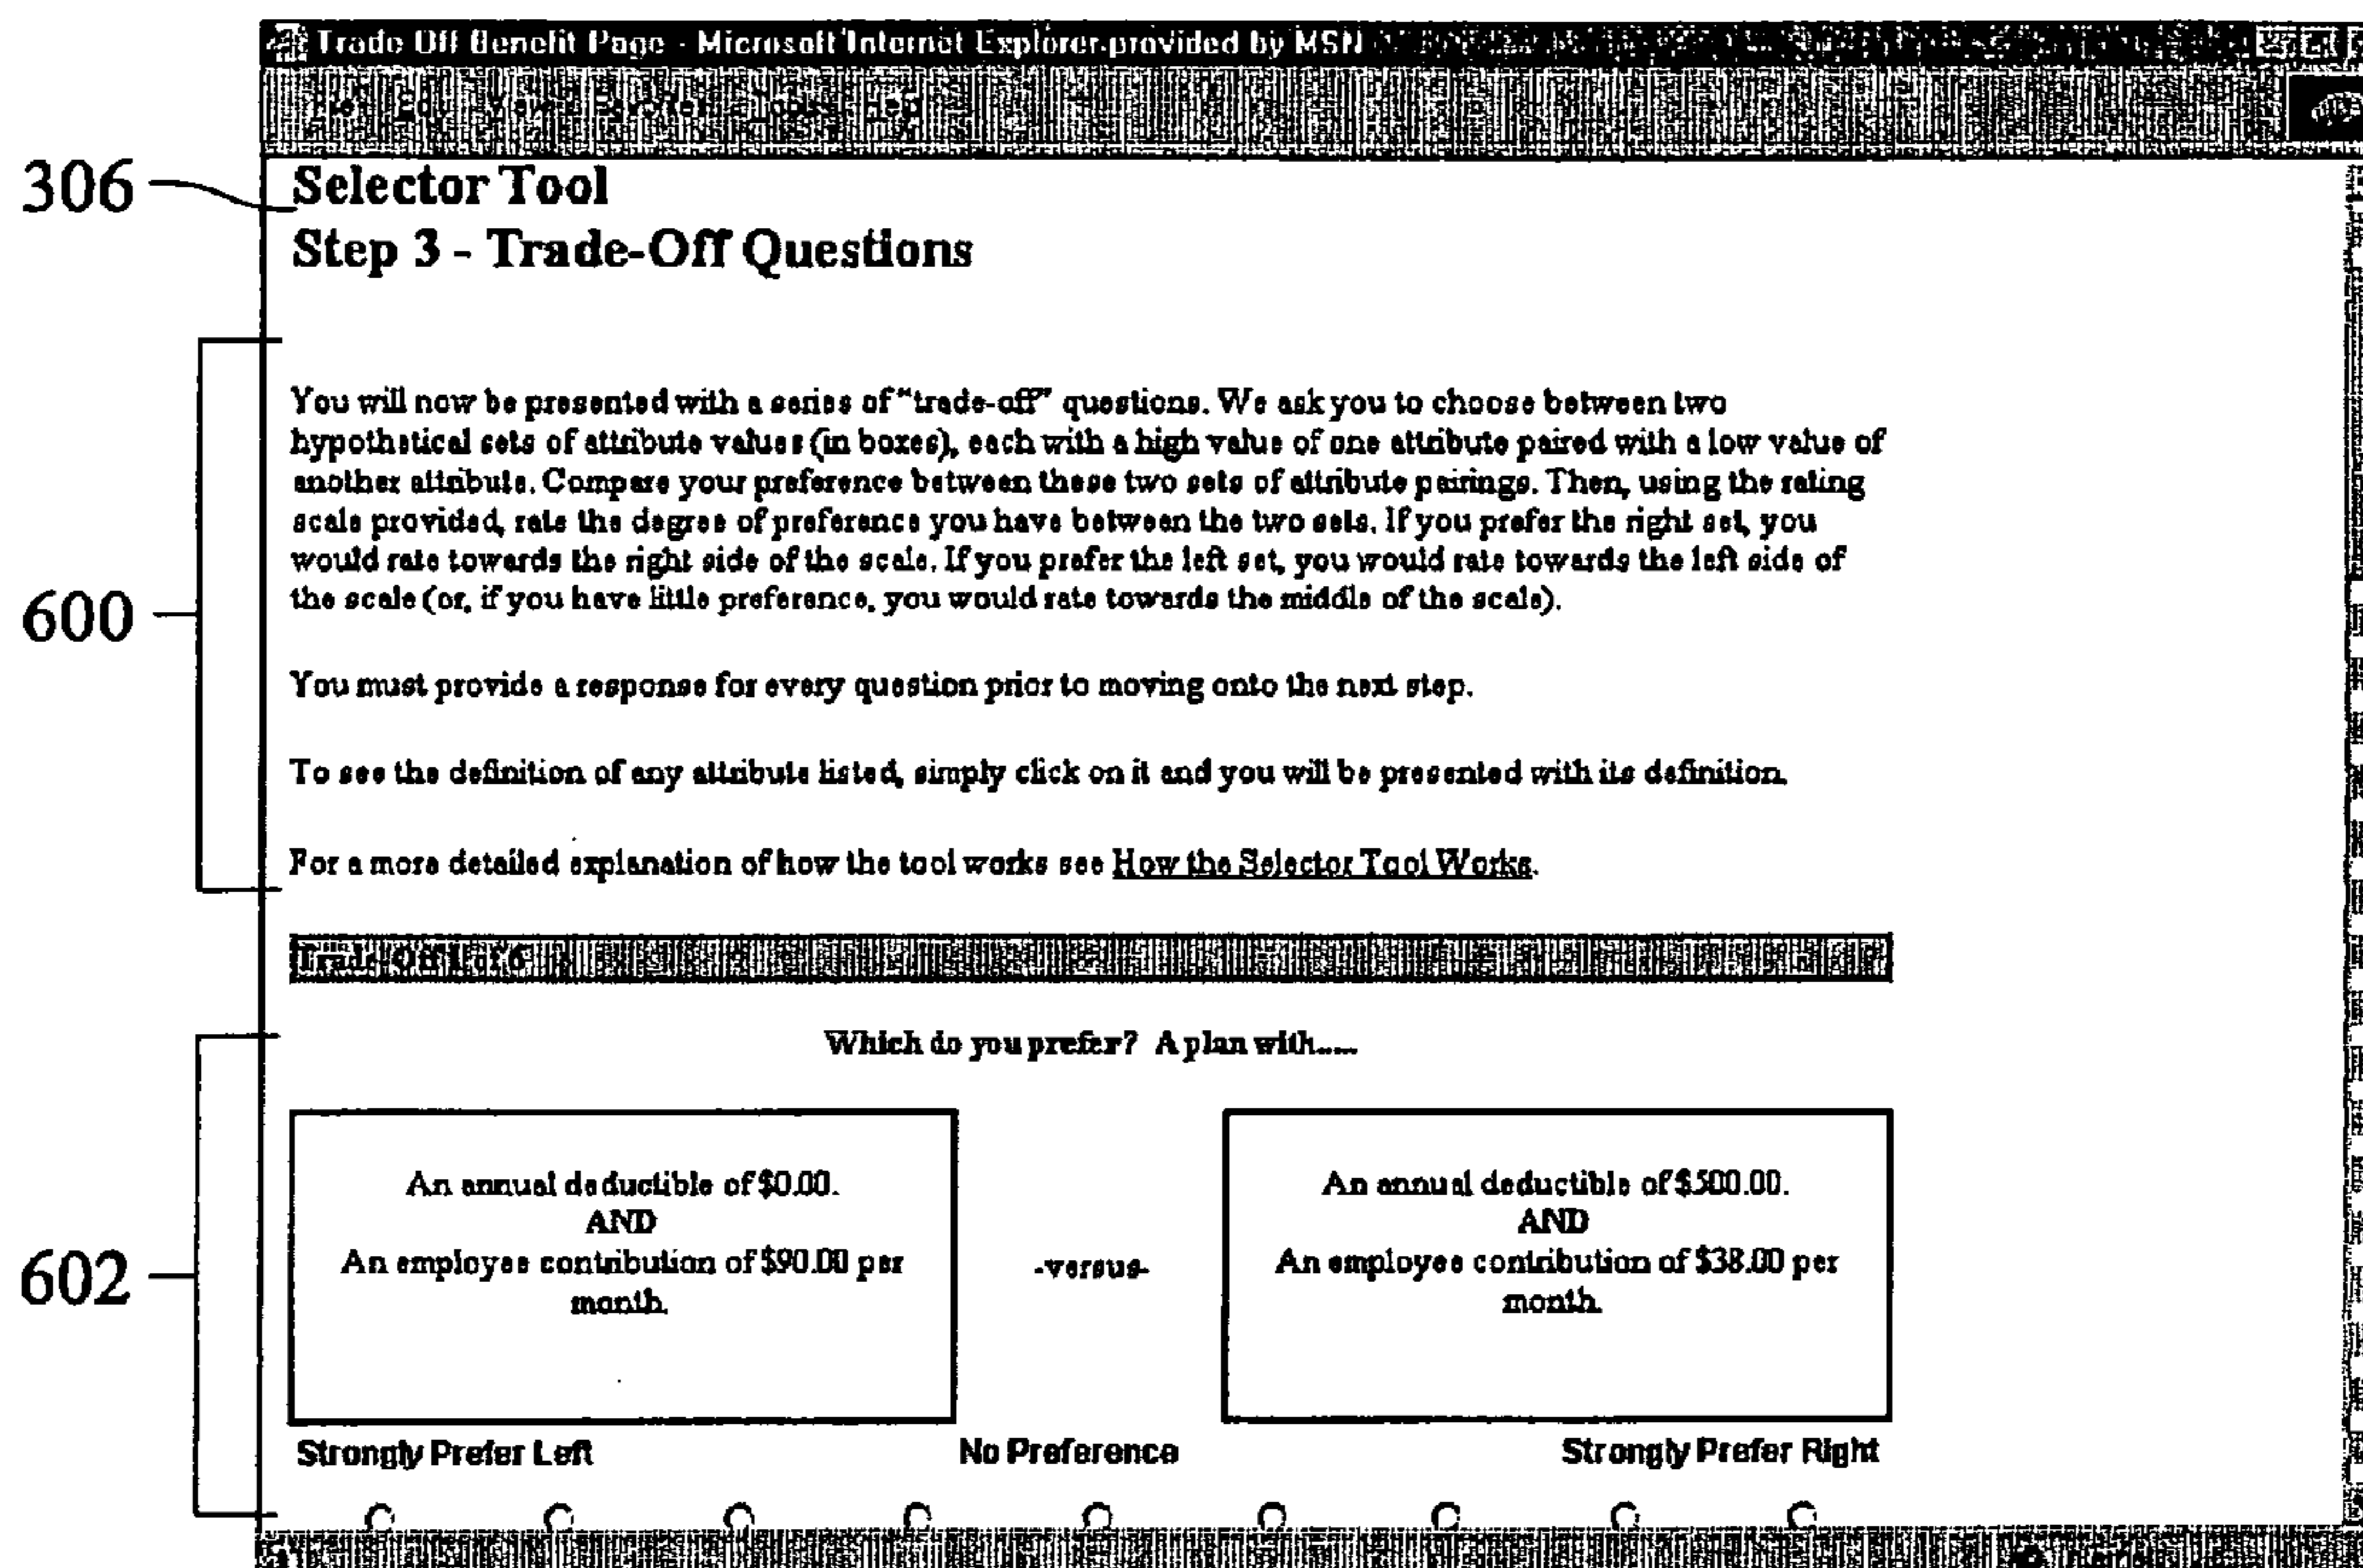 Trade Off Benefit Page - Microsoft Internet Explorer provided by MSN
306
Selector Tool
Step 3 - Trade-Off Questions
You will now be presented with a series of "trade-off" questions. We ask you to choose between two
hypothetical sets of attribute values (in boxes), each with a high value of one attribute paired with a low value of
another attribute. Compare your preference between these two sets of attribute pairings. Then, using the rating
scale provided, rate the degree of preference you have between the two sets. If you prefer the right set, you
would rate towards the right side of the scale. If you prefer the left set, you would rate towards the left side of
the scale (or, if you have little preference, you would rate towards the middle of the scale).
600
You must provide a response for every question prior to moving onto the next step.
To see the definition of any attribute listed, simply click on it and you will be presented with its definition.
For a more detailed explanation of how the tool works see How the Selector Tool Works.
Trade-Off 1 of 6
Which do you prefer? A plan with.....
An annual deductible of $0.00.
AND
An employee contribution of $90.00 per
month.
-versus-
An annual deductible of $500.00.
AND
An employee contribution of $38.00 per
month.
602
Strongly Prefer Left No Preference Strongly Prefer Right